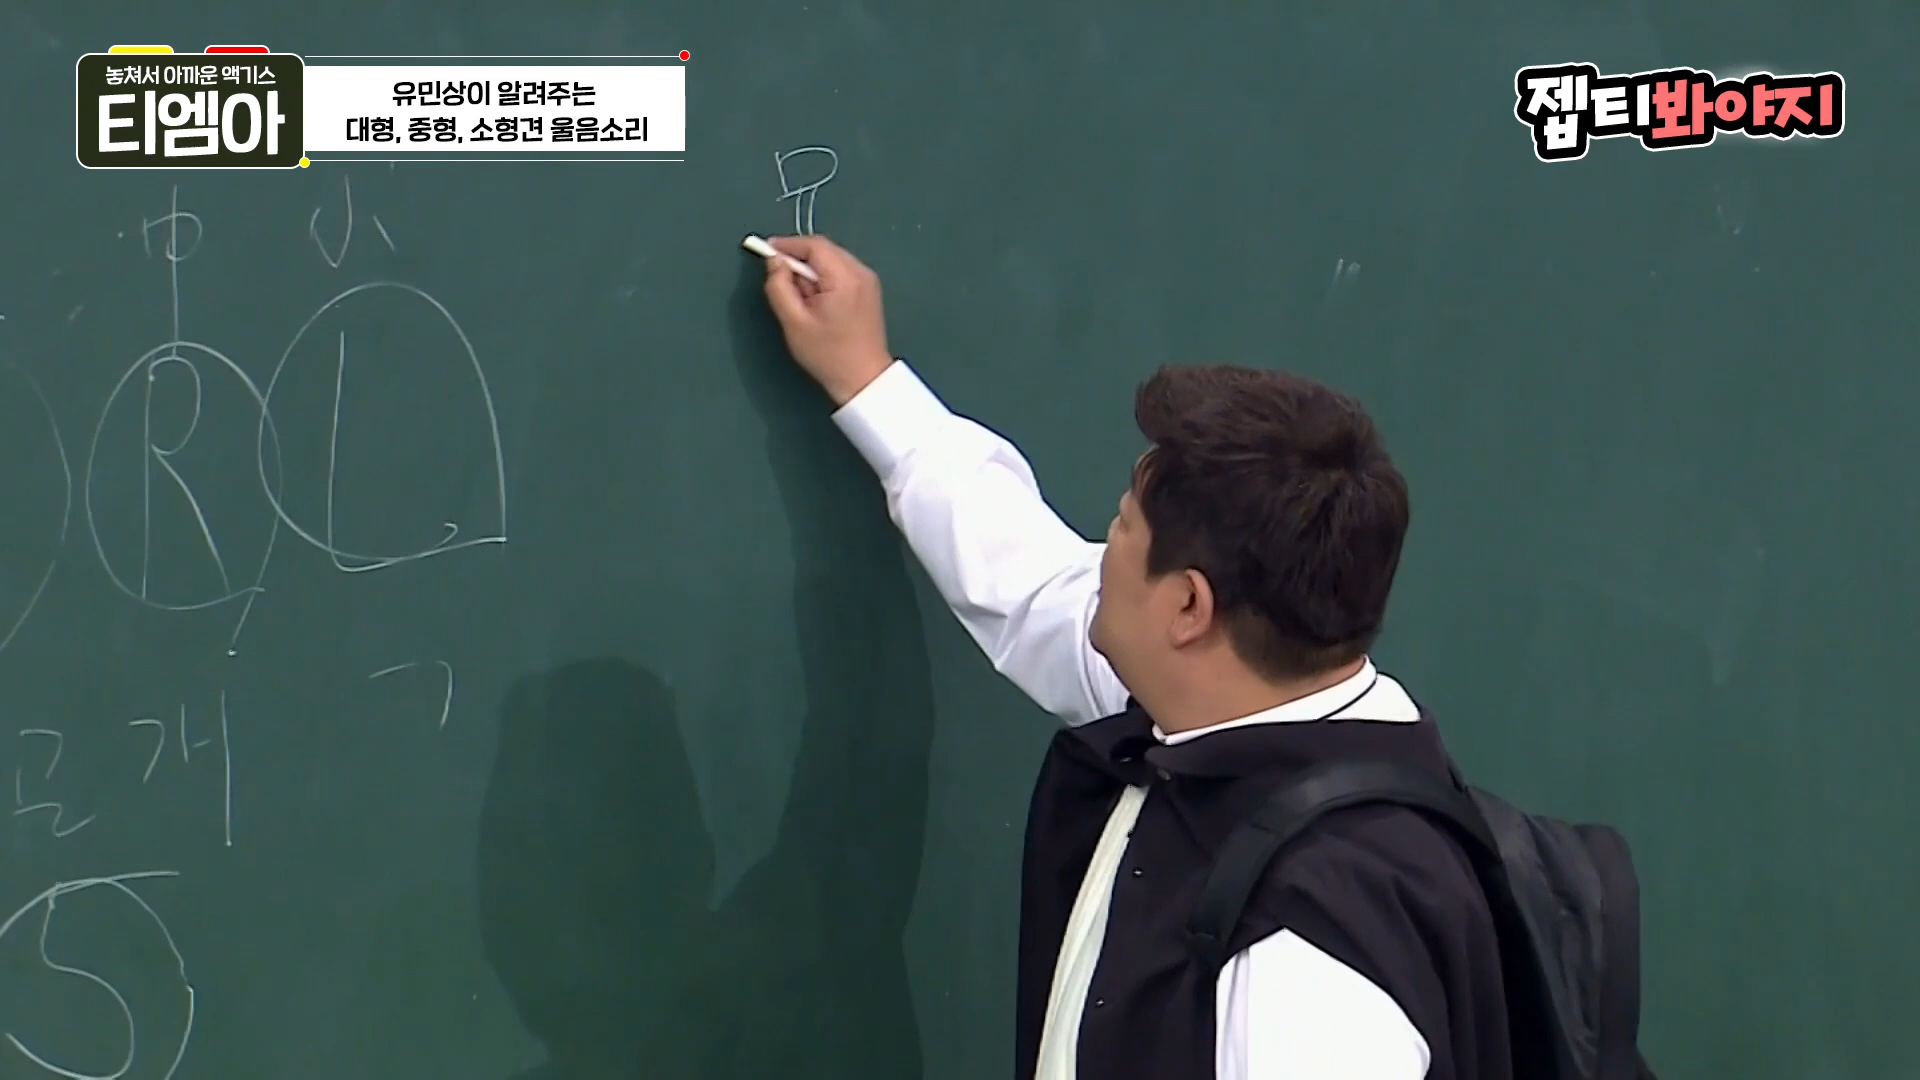 놓쳐서 아까운 액기스
티엠아
유민상이 알려주는
대형, 중형, 소형견 울음소리
젭티봐야지
中 小
R L
ㄱ
S